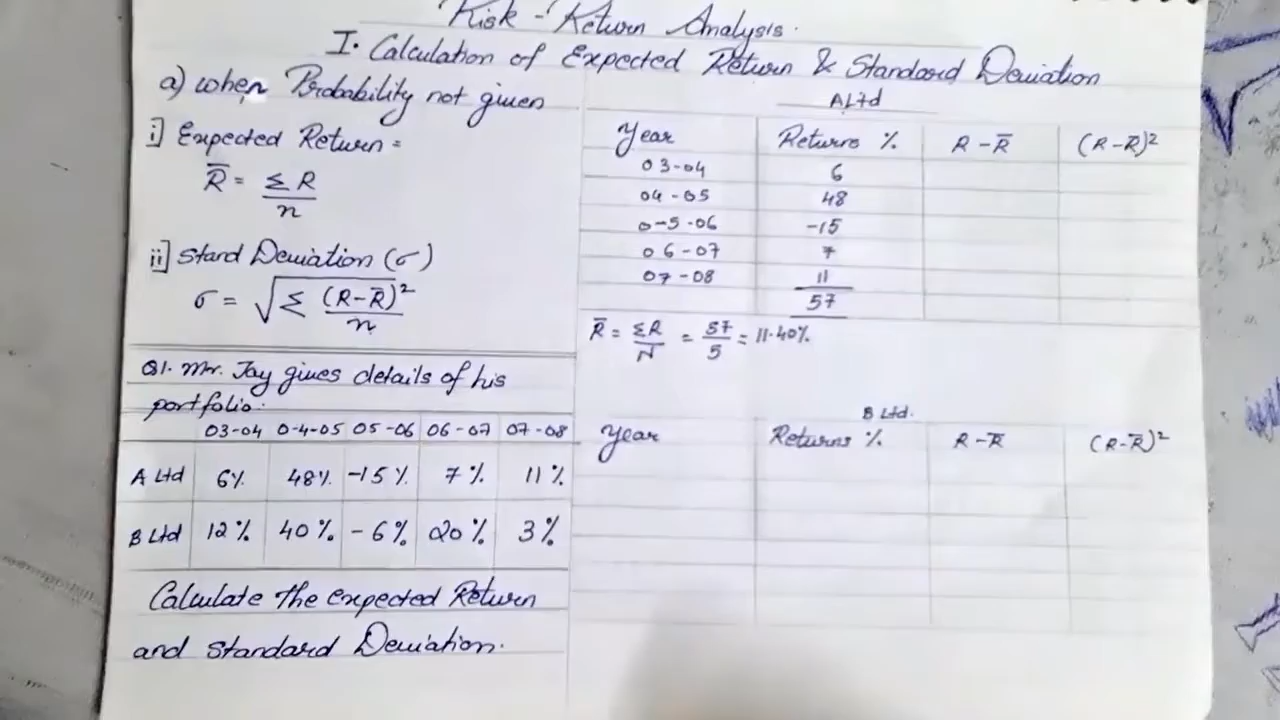 Risk - Return Analysis.
I. Calculation of Expected Return & Standard Deviation
a) when Probability not given
i] Expected Return =
R̅ = Σ R / n
ii] Stard Deviation (σ)
σ = √Σ (R-R̅)² / n
Q1. Mr. Jay gives details of his
portfolio:
03-04 0-4-05 05-06 06-07 07-08
A Ltd 6% 48% -15% 7% 11%
B Ltd 12% 40% -6% 20% 3%
Calculate the expected Return
and standard Deviation.
A Ltd
Year Returns % R-R̅ (R-R̅)²
03-04 6
04-05 48
0-5-06 -15
06-07 7
07-08 11
57
R̅ = ΣR / N = 57 / 5 = 11.40%
B Ltd.
Year Returns % R-R̅ (R-R̅)²